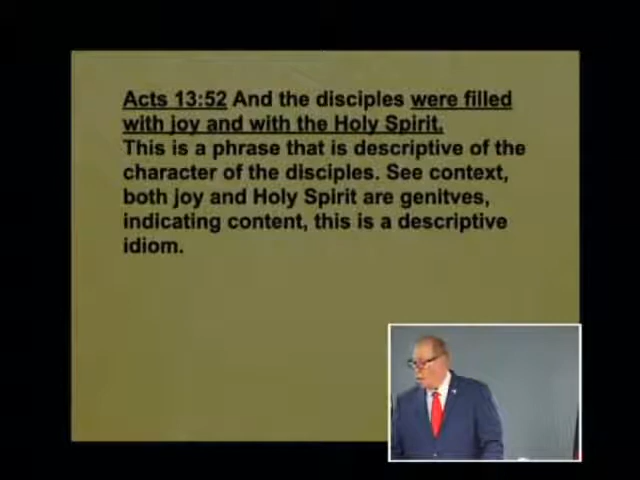 Acts 13:52 And the disciples were filled
with joy and with the Holy Spirit.
This is a phrase that is descriptive of the
character of the disciples. See context,
both joy and Holy Spirit are genitves,
indicating content, this is a descriptive
idiom.